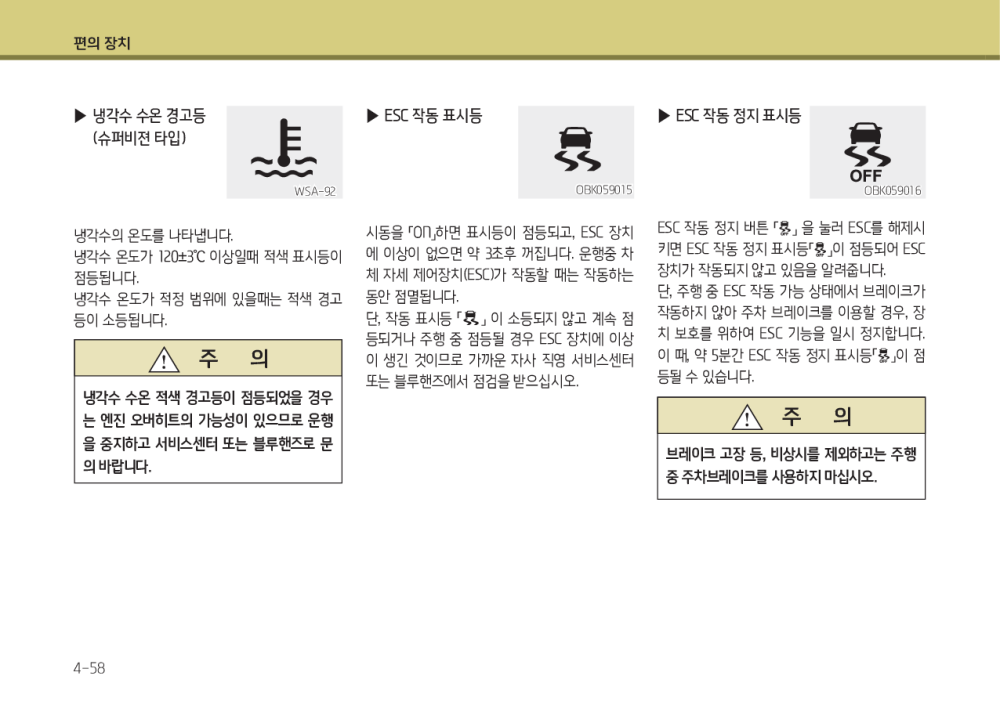 편의 장치
▶ 냉각수 수온 경고등
(슈퍼비젼 타입)
WSA-92
냉각수의 온도를 나타냅니다.
냉각수 온도가 120±3℃ 이상일때 적색 표시등이
점등됩니다.
냉각수 온도가 적정 범위에 있을때는 적색 경고
등이 소등됩니다.
주 의
냉각수 수온 적색 경고등이 점등되었을 경우
는 엔진 오버히트의 가능성이 있으므로 운행
을 중지하고 서비스센터 또는 블루핸즈로 문
의 바랍니다.
▶ ESC 작동 표시등
OBK059015
시동을 「ON」하면 표시등이 점등되고, ESC 장치
에 이상이 없으면 약 3초후 꺼집니다. 운행중 차
체 자세 제어장치(ESC)가 작동할 때는 작동하는
동안 점멸됩니다.
단, 작동 표시등 「 」 이 소등되지 않고 계속 점
등되거나 주행 중 점등될 경우 ESC 장치에 이상
이 생긴 것이므로 가까운 자사 직영 서비스센터
또는 블루핸즈에서 점검을 받으십시오.
▶ ESC 작동 정지 표시등
OFF
OBK059016
ESC 작동 정지 버튼 「 」 을 눌러 ESC를 해제시
키면 ESC 작동 정지 표시등「 」이 점등되어 ESC
장치가 작동되지 않고 있음을 알려줍니다.
단, 주행 중 ESC 작동 가능 상태에서 브레이크가
작동하지 않아 주차 브레이크를 이용할 경우, 장
치 보호를 위하여 ESC 기능을 일시 정지합니다.
이 때, 약 5분간 ESC 작동 정지 표시등「 」이 점
등될 수 있습니다.
주 의
브레이크 고장 등, 비상시를 제외하고는 주행
중 주차브레이크를 사용하지 마십시오.
4-58